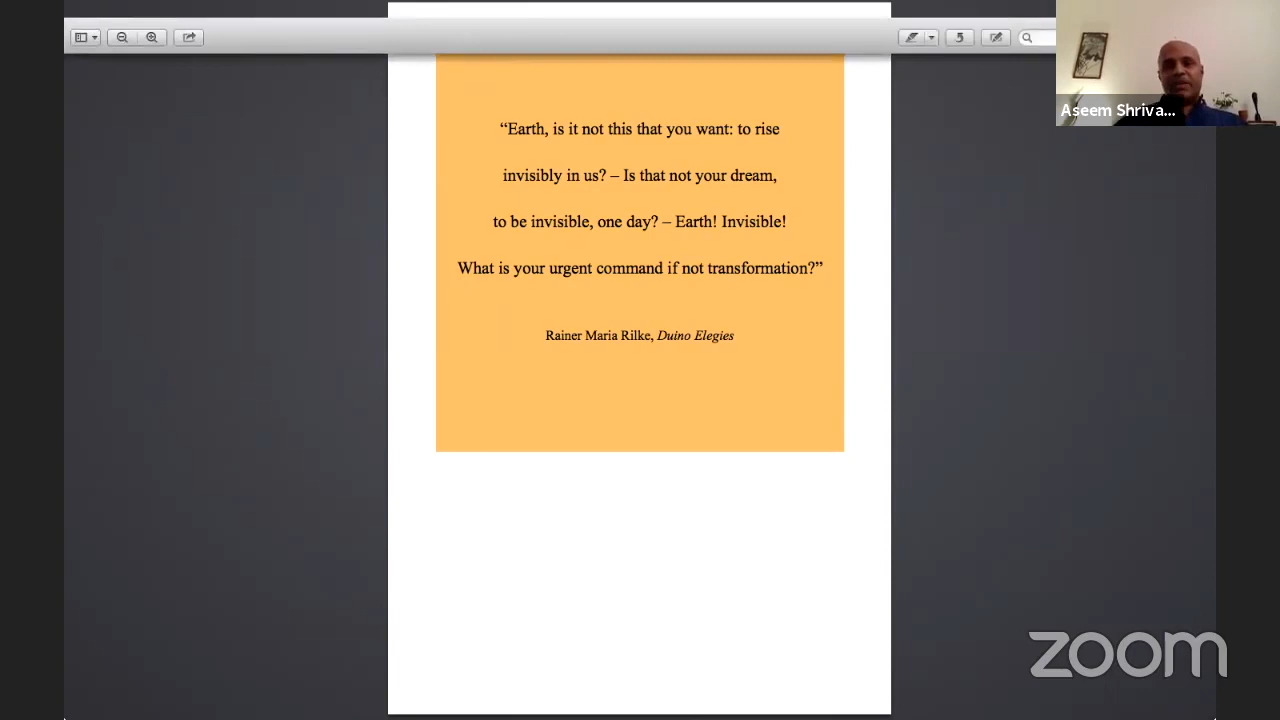 “Earth, is it not this that you want: to rise
invisibly in us? – Is that not your dream,
to be invisible, one day? – Earth! Invisible!
What is your urgent command if not transformation?”
Rainer Maria Rilke, Duino Elegies
Aseem Shriva...
zoom